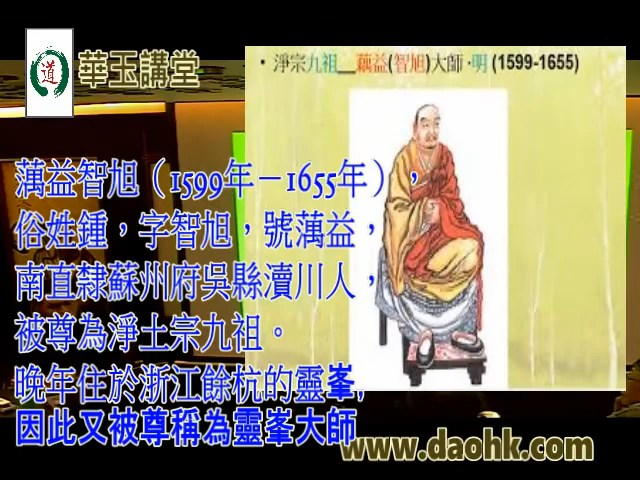 道
華玉講堂
• 淨宗九祖__藕益(智旭)大師 ·明 (1599-1655)
蕅益智旭（1599年－1655年），
俗姓鍾，字智旭，號蕅益，
南直隸蘇州府吳縣瀆川人，
被尊為淨土宗九祖。
晚年住於浙江餘杭的靈峯,
因此又被尊稱為靈峯大師
www.daohk.com